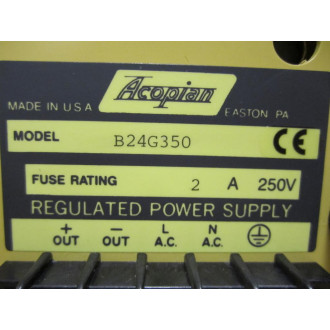 Acopian
MADE IN U.S.A EASTON PA
MODEL B24G350 CE
FUSE RATING 2 A 250V
REGULATED POWER SUPPLY
+ − L N
OUT OUT A.C. A.C.